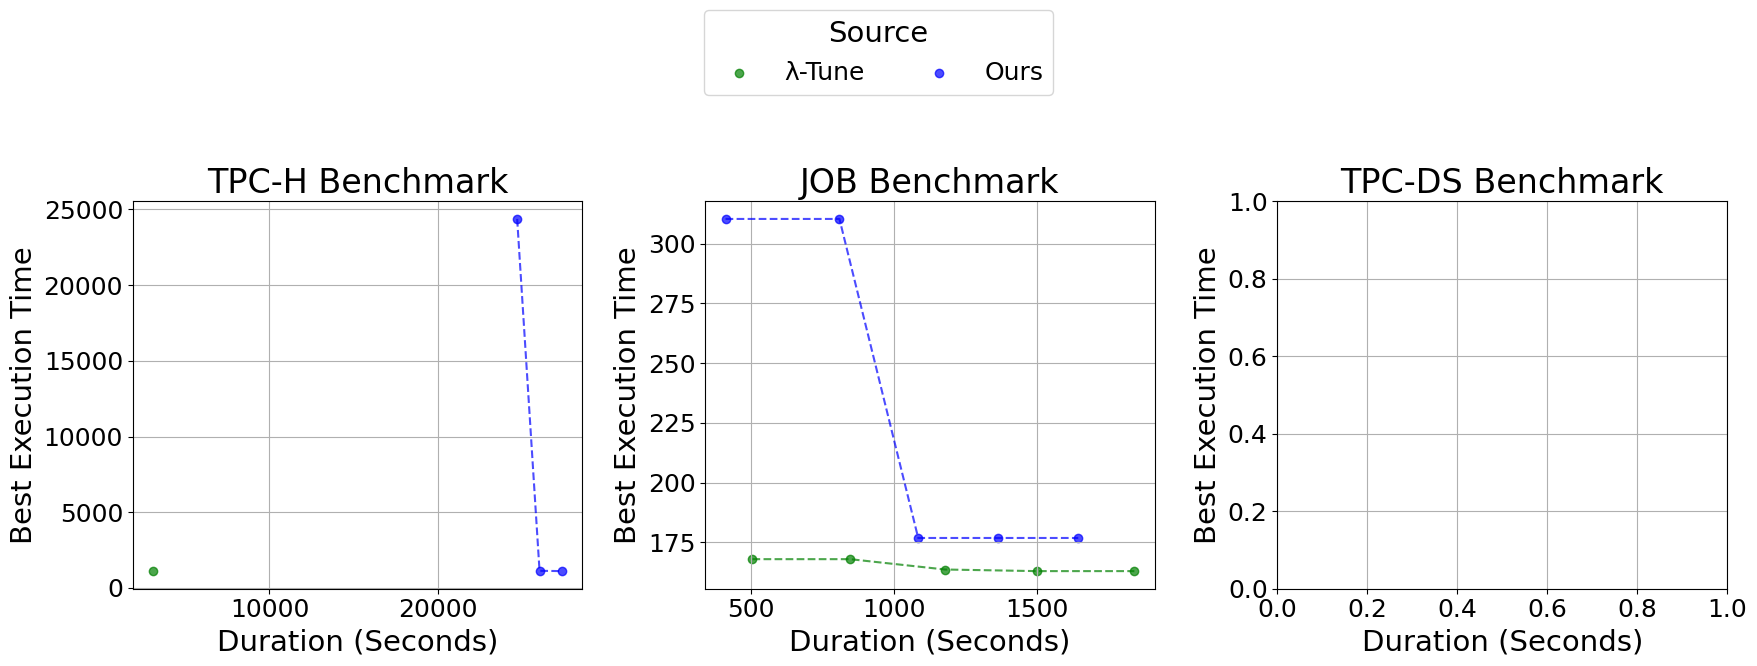 Source
λ-Tune Ours
TPC-H Benchmark
25000
20000
15000
10000
5000
0
Best Execution Time
10000 20000
Duration (Seconds)
JOB Benchmark
300
275
250
225
200
175
Best Execution Time
500 1000 1500
Duration (Seconds)
TPC-DS Benchmark
1.0
0.8
0.6
0.4
0.2
0.0
Best Execution Time
0.0 0.2 0.4 0.6 0.8 1.0
Duration (Seconds)